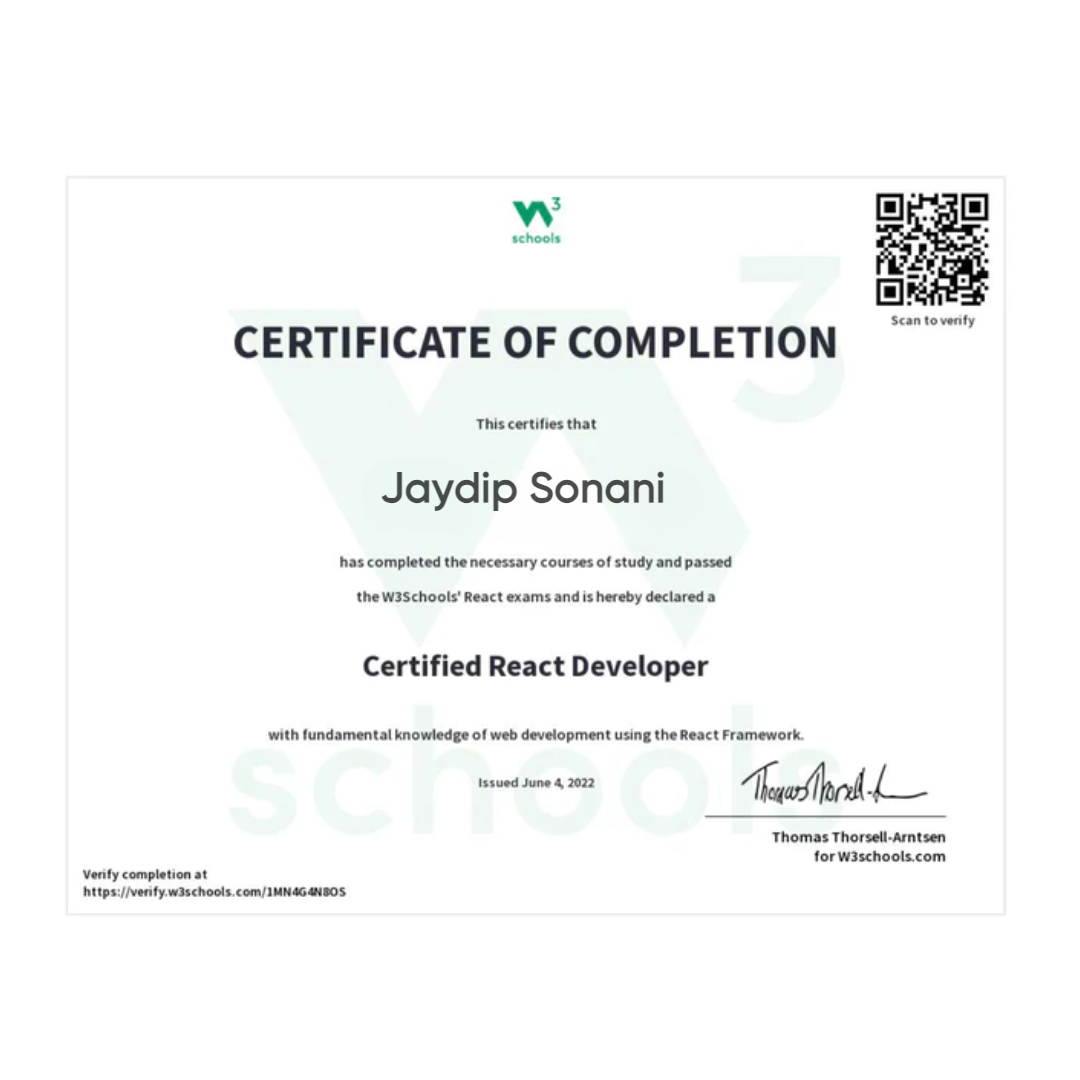 W3
schools
Scan to verify
CERTIFICATE OF COMPLETION
This certifies that
Jaydip Sonani
has completed the necessary courses of study and passed
the W3Schools' React exams and is hereby declared a
Certified React Developer
with fundamental knowledge of web development using the React Framework.
Issued June 4, 2022
Thomas Thorsell-Arntsen
for W3schools.com
Verify completion at
https://verify.w3schools.com/1MN4G4N8OS
W3
schools